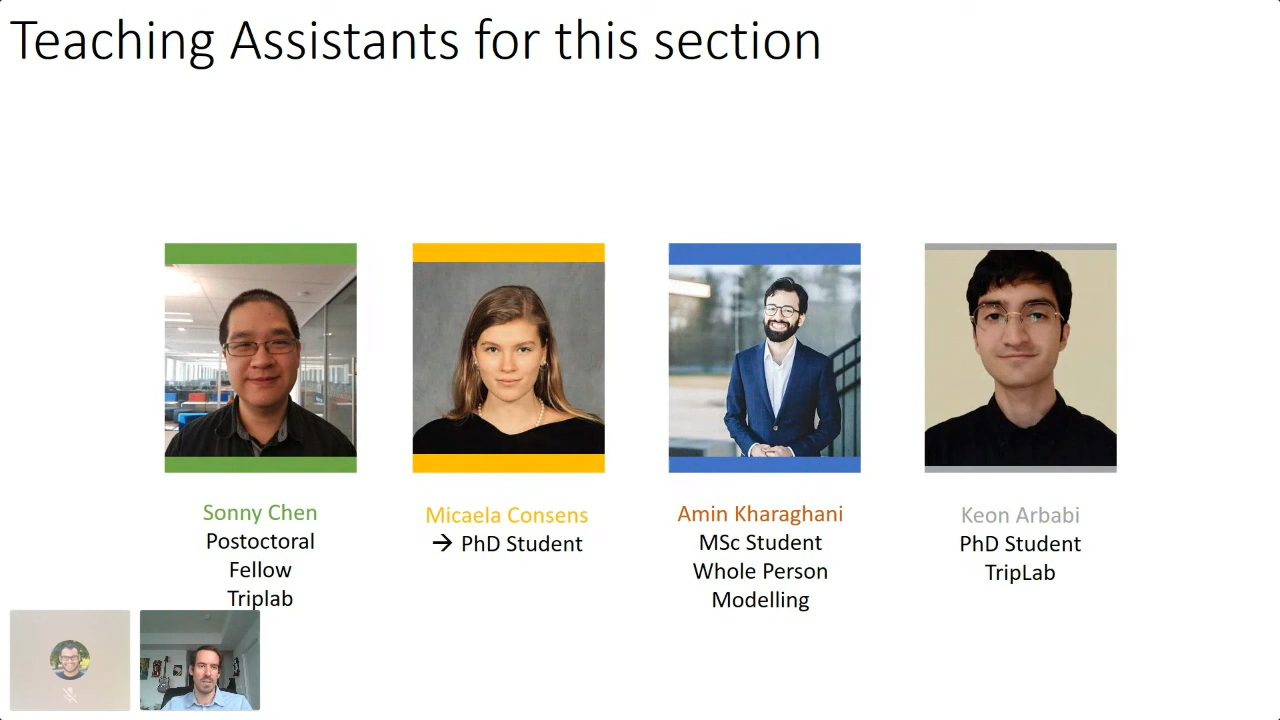 Teaching Assistants for this section
Sonny Chen
Postoctoral
Fellow
Triplab
Micaela Consens
→ PhD Student
Amin Kharaghani
MSc Student
Whole Person
Modelling
Keon Arbabi
PhD Student
TripLab